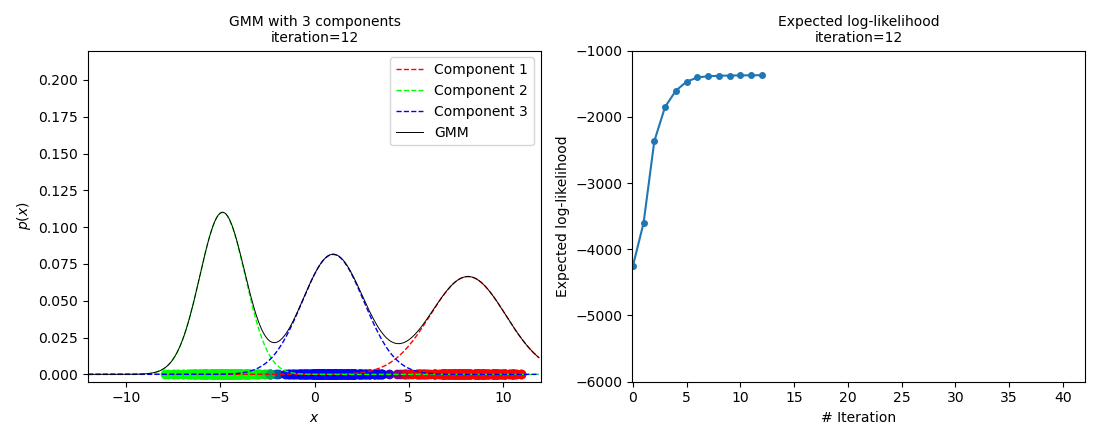 GMM with 3 components
iteration=12
0.200
0.175
0.150
0.125
0.100
0.075
0.050
0.025
0.000
p(x)
Component 1
Component 2
Component 3
GMM
−10
−5
0
5
10
x
Expected log-likelihood
iteration=12
−1000
−2000
−3000
−4000
−5000
−6000
Expected log-likelihood
0
5
10
15
20
25
30
35
40
# Iteration